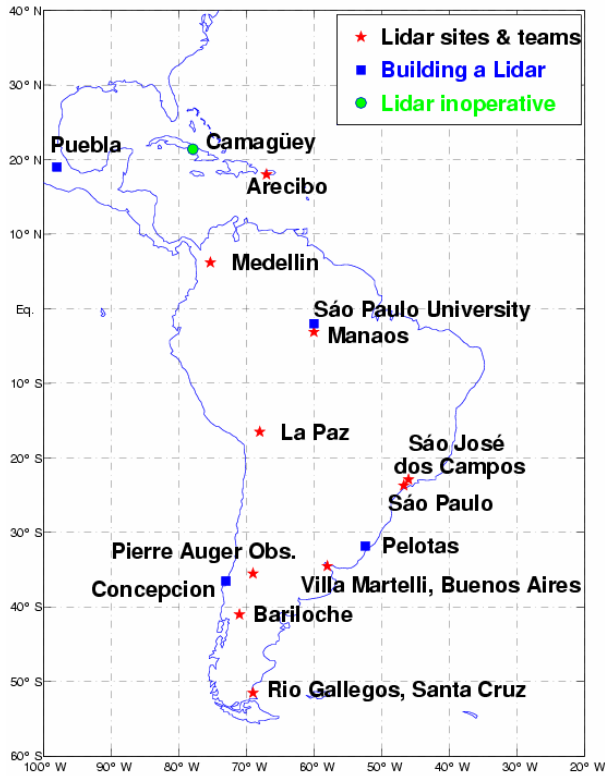 40° N
Lidar sites & teams
Building a Lidar
30° N
Lidar inoperative
Puebla
Camagüey
20° N
Arecibo
10° N
Medellin
Eq.
Sáo Paulo University
Manaos
10° S
La Paz
Sáo José
dos Campos
20° S
Sáo Paulo
30° S
Pelotas
Pierre Auger Obs.
Concepcion
Villa Martelli, Buenos Aires
40° S
Bariloche
50° S
Rio Gallegos, Santa Cruz
60° S
100° W 90° W 80° W 70° W 60° W 50° W 40° W 30° W 20° W